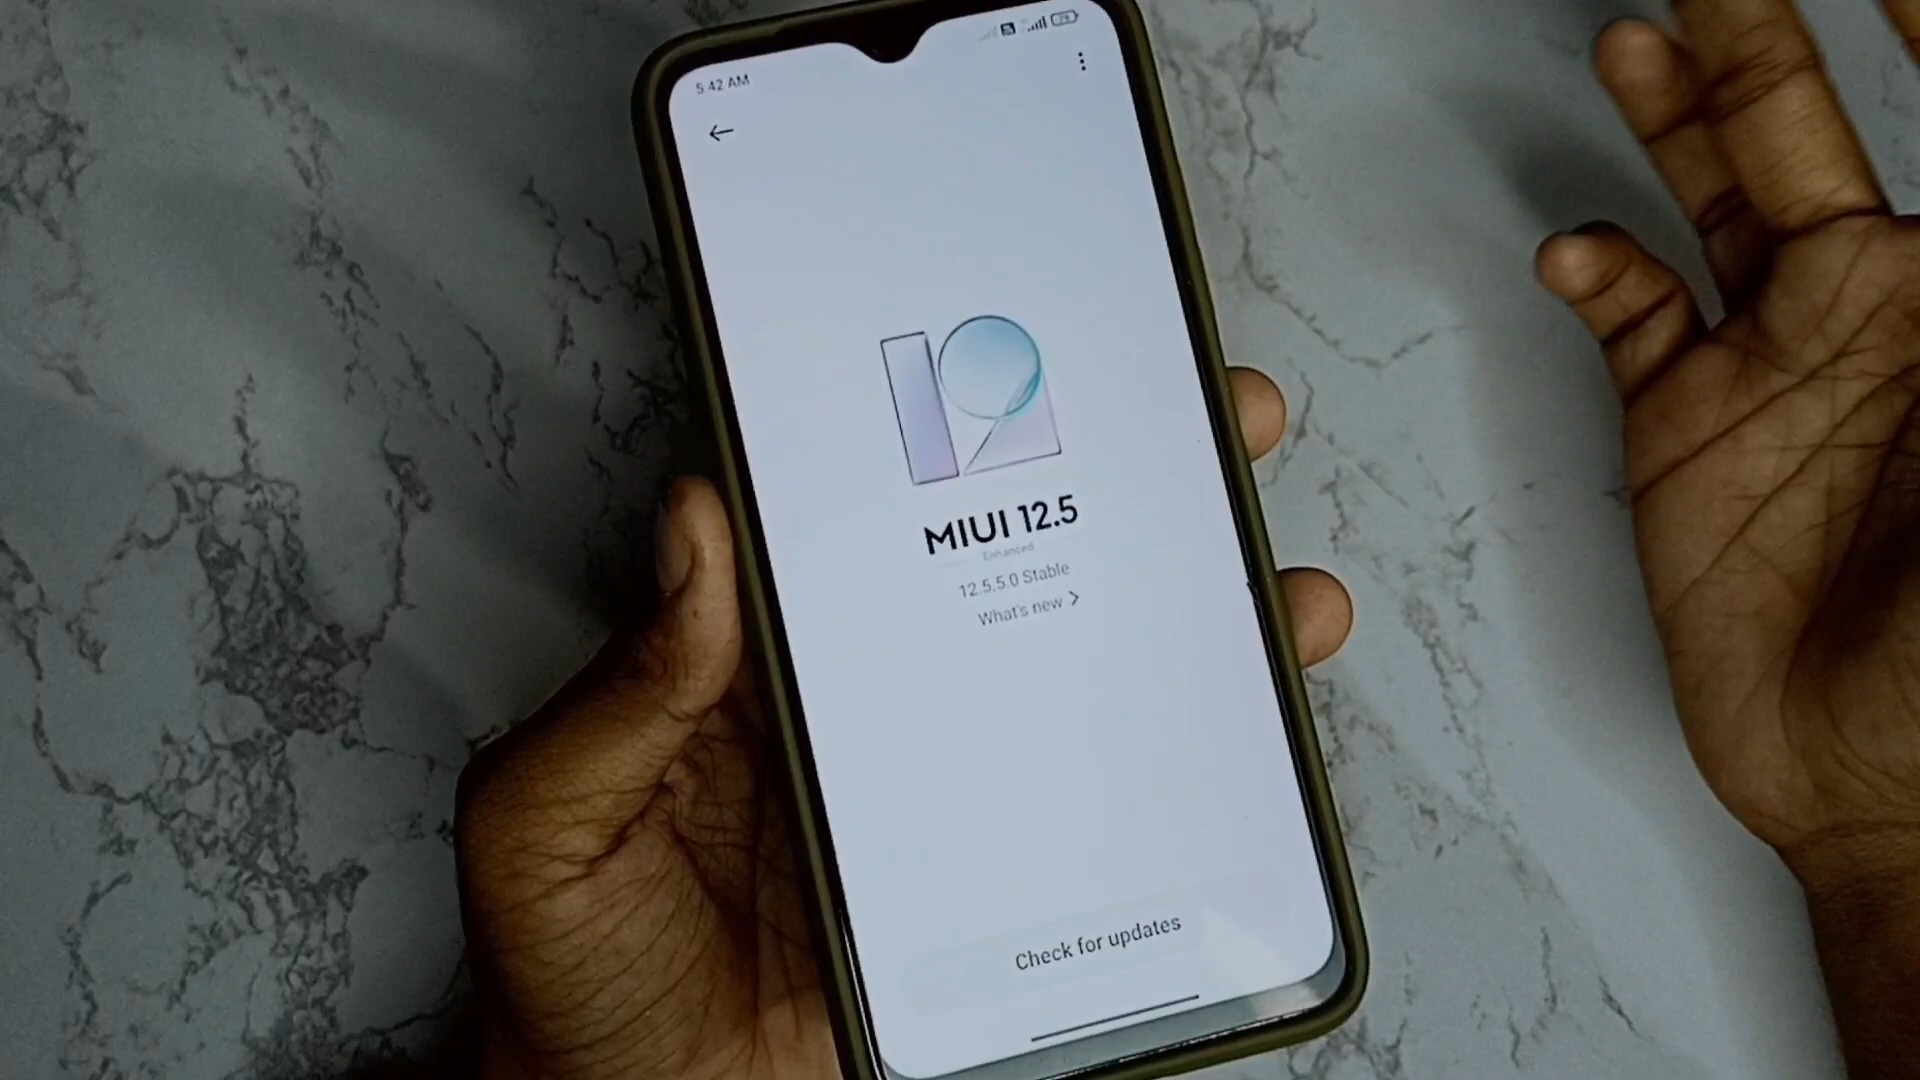 5:42 AM
MIUI 12.5
Enhanced
12.5.5.0 Stable
What's new >
Check for updates